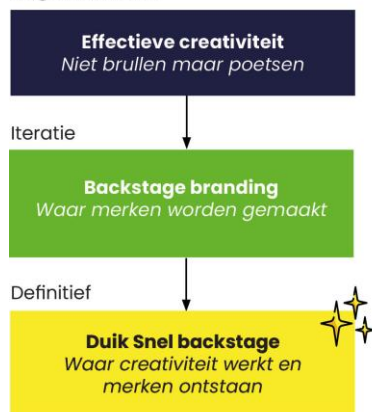 Effectieve creativiteit
Niet brullen maar poetsen
Iteratie
Backstage branding
Waar merken worden gemaakt
Definitief
Duik Snel backstage
Waar creativiteit werkt en
merken ontstaan